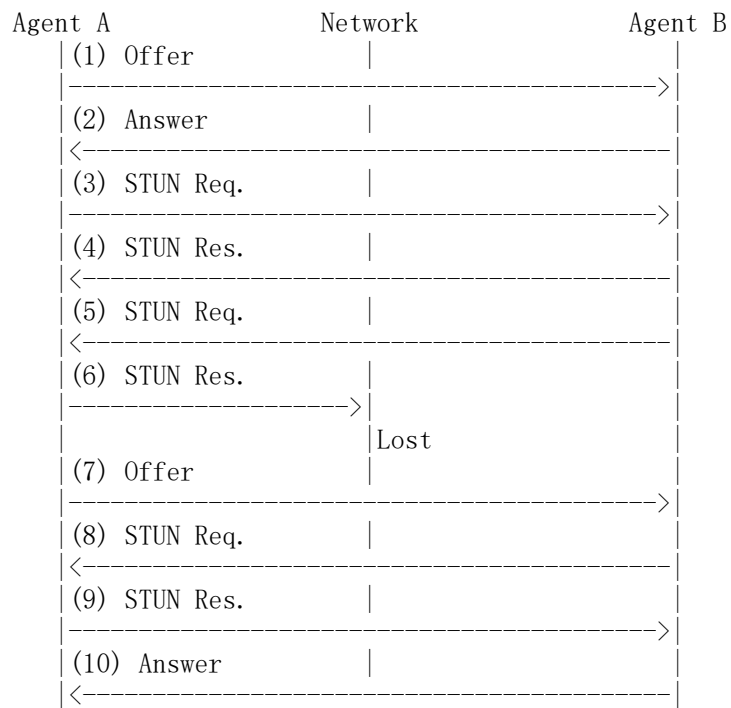 Agent A Network Agent B
(1) Offer
(2) Answer
(3) STUN Req.
(4) STUN Res.
(5) STUN Req.
(6) STUN Res.
Lost
(7) Offer
(8) STUN Req.
(9) STUN Res.
(10) Answer